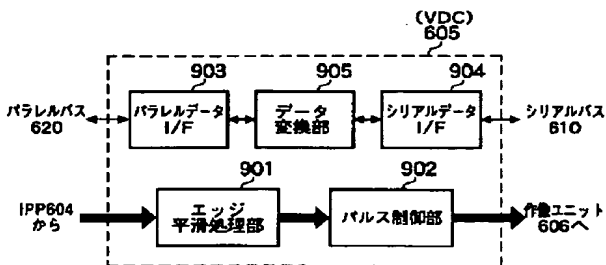 (VDC)
605
903
905
904
パラレルバス
620
パラレルデータ
I/F
データ
変換部
シリアルデータ
I/F
シリアルバス
610
901
902
IPP604
から
エッジ
平滑処理部
パルス制御部
作像ユニット
606へ